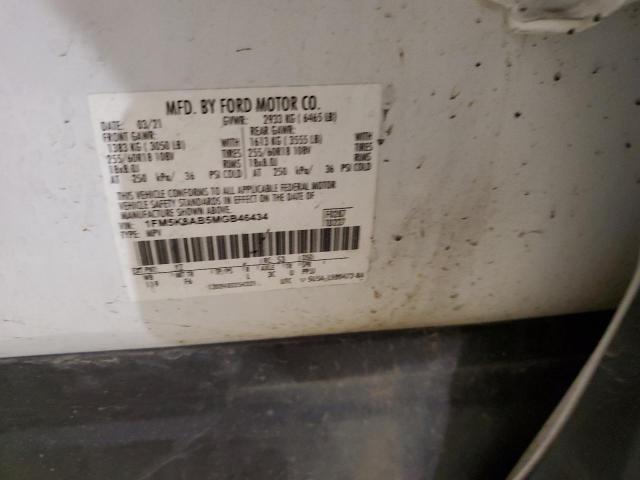 MFD. BY FORD MOTOR CO.
DATE: 03/21 GVWR: 2933 KG ( 6465 LB)
FRONT GAWR: REAR GAWR:
1383 KG ( 3050 LB) WITH 1613 KG ( 3555 LB) WITH
255/60R18 108V TIRES 255/60R18 108V TIRES
18x8.0J RIMS 18x8.0J RIMS
AT 250 kPa/ 36 PSI COLD AT 250 kPa/ 36 PSI COLD
THIS VEHICLE CONFORMS TO ALL APPLICABLE FEDERAL MOTOR
VEHICLE SAFETY STANDARDS IN EFFECT ON THE DATE OF
MANUFACTURE SHOWN ABOVE.
VIN: 1FM5K8AB5MGB46434
TYPE: MPV
WB
119 F6 UTC